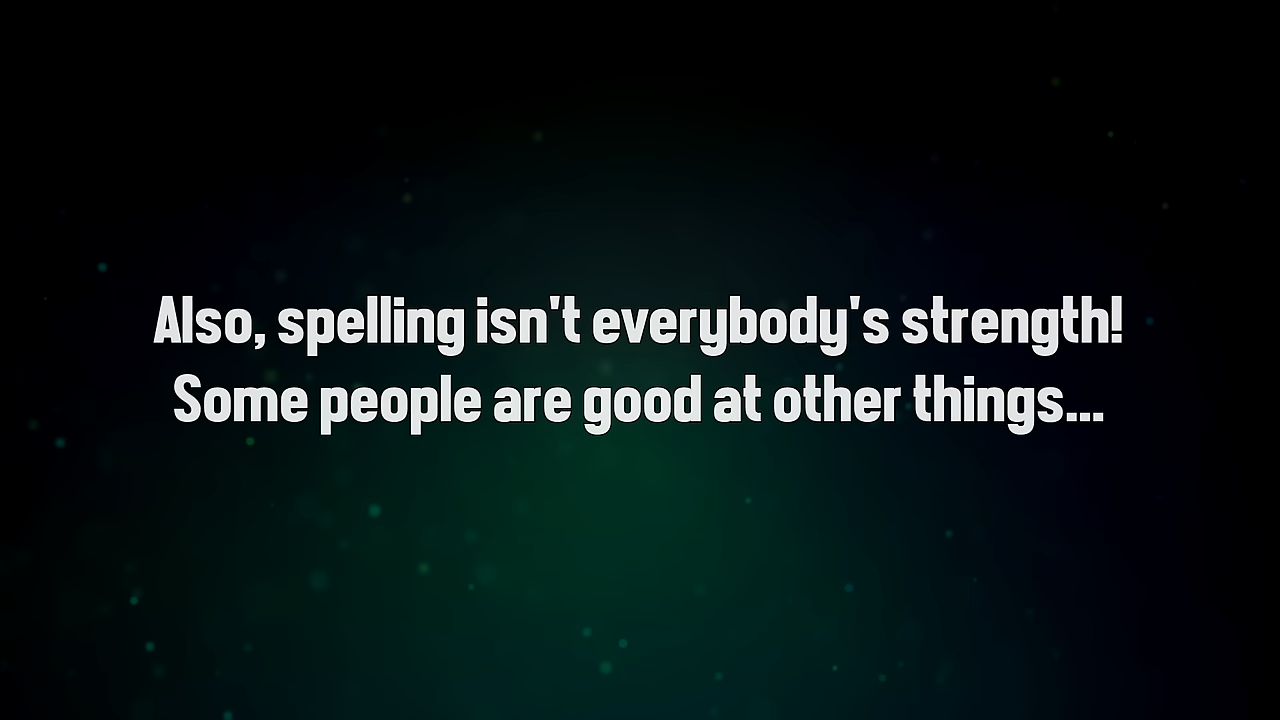 Also, spelling isn't everybody's strength!
Some people are good at other things...